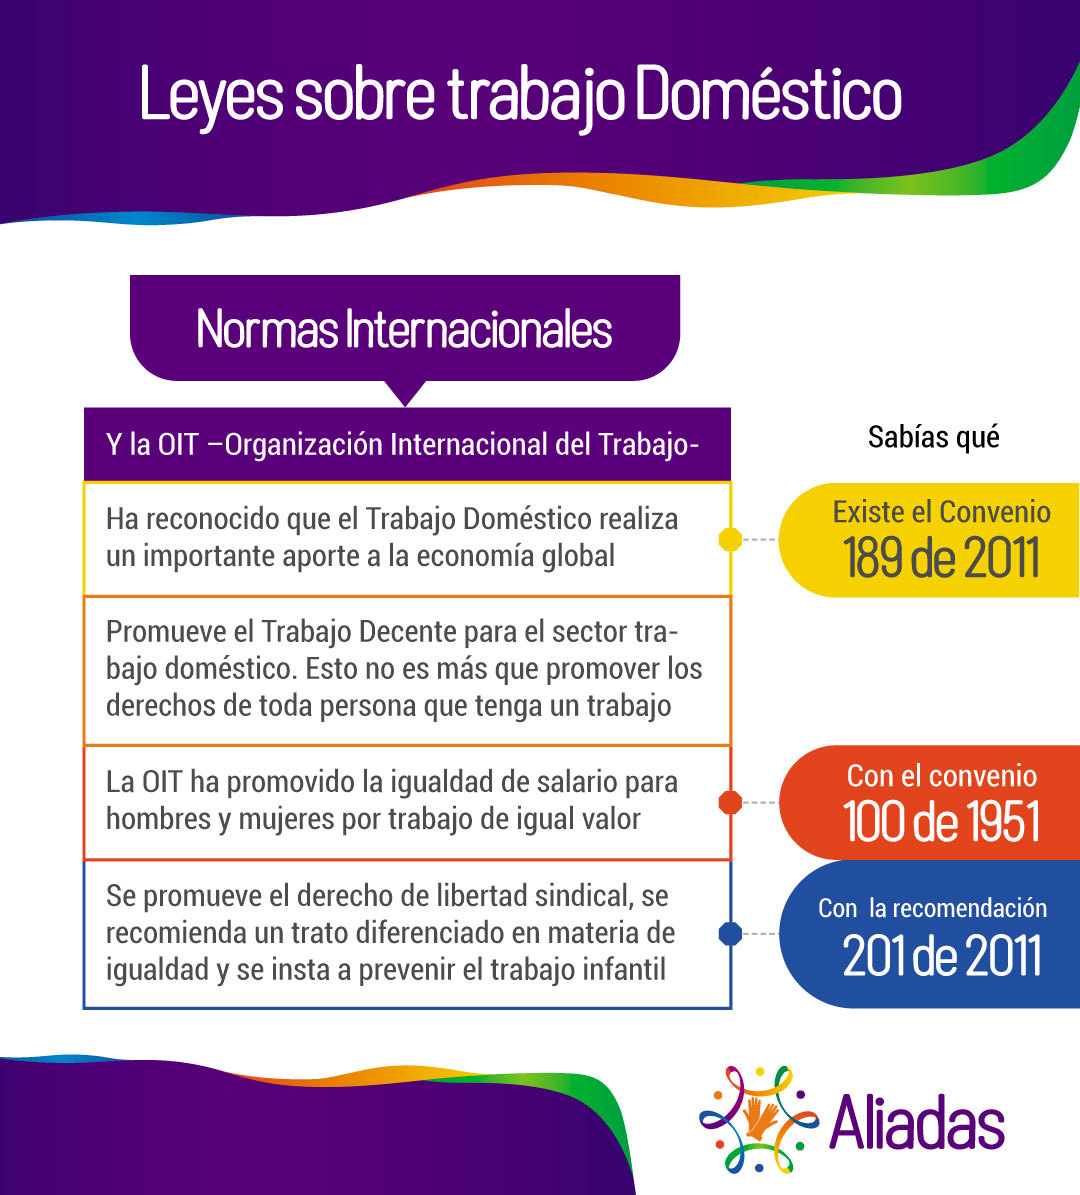 Leyes sobre trabajo Doméstico
Normas Internacionales
Y la OIT –Organización Internacional del Trabajo-
Sabías qué
Ha reconocido que el Trabajo Doméstico realiza
un importante aporte a la economía global
Existe el Convenio
189 de 2011
Promueve el Trabajo Decente para el sector tra-
bajo doméstico. Esto no es más que promover los
derechos de toda persona que tenga un trabajo
La OIT ha promovido la igualdad de salario para
hombres y mujeres por trabajo de igual valor
Con el convenio
100 de 1951
Se promueve el derecho de libertad sindical, se
recomienda un trato diferenciado en materia de
igualdad y se insta a prevenir el trabajo infantil
Con la recomendación
201 de 2011
Aliadas